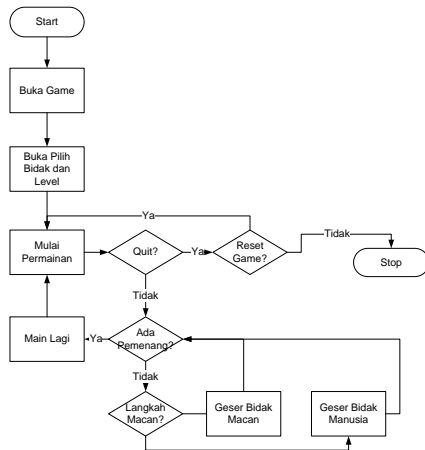 Start
Buka Game
Buka Pilih
Bidak dan
Level
Ya
Mulai
Permainan
Quit?
Ya
Reset
Game?
Tidak
Stop
Tidak
Main Lagi
Ya
Ada
Pemenang?
Tidak
Langkah
Macan?
Geser Bidak
Macan
Geser Bidak
Manusia